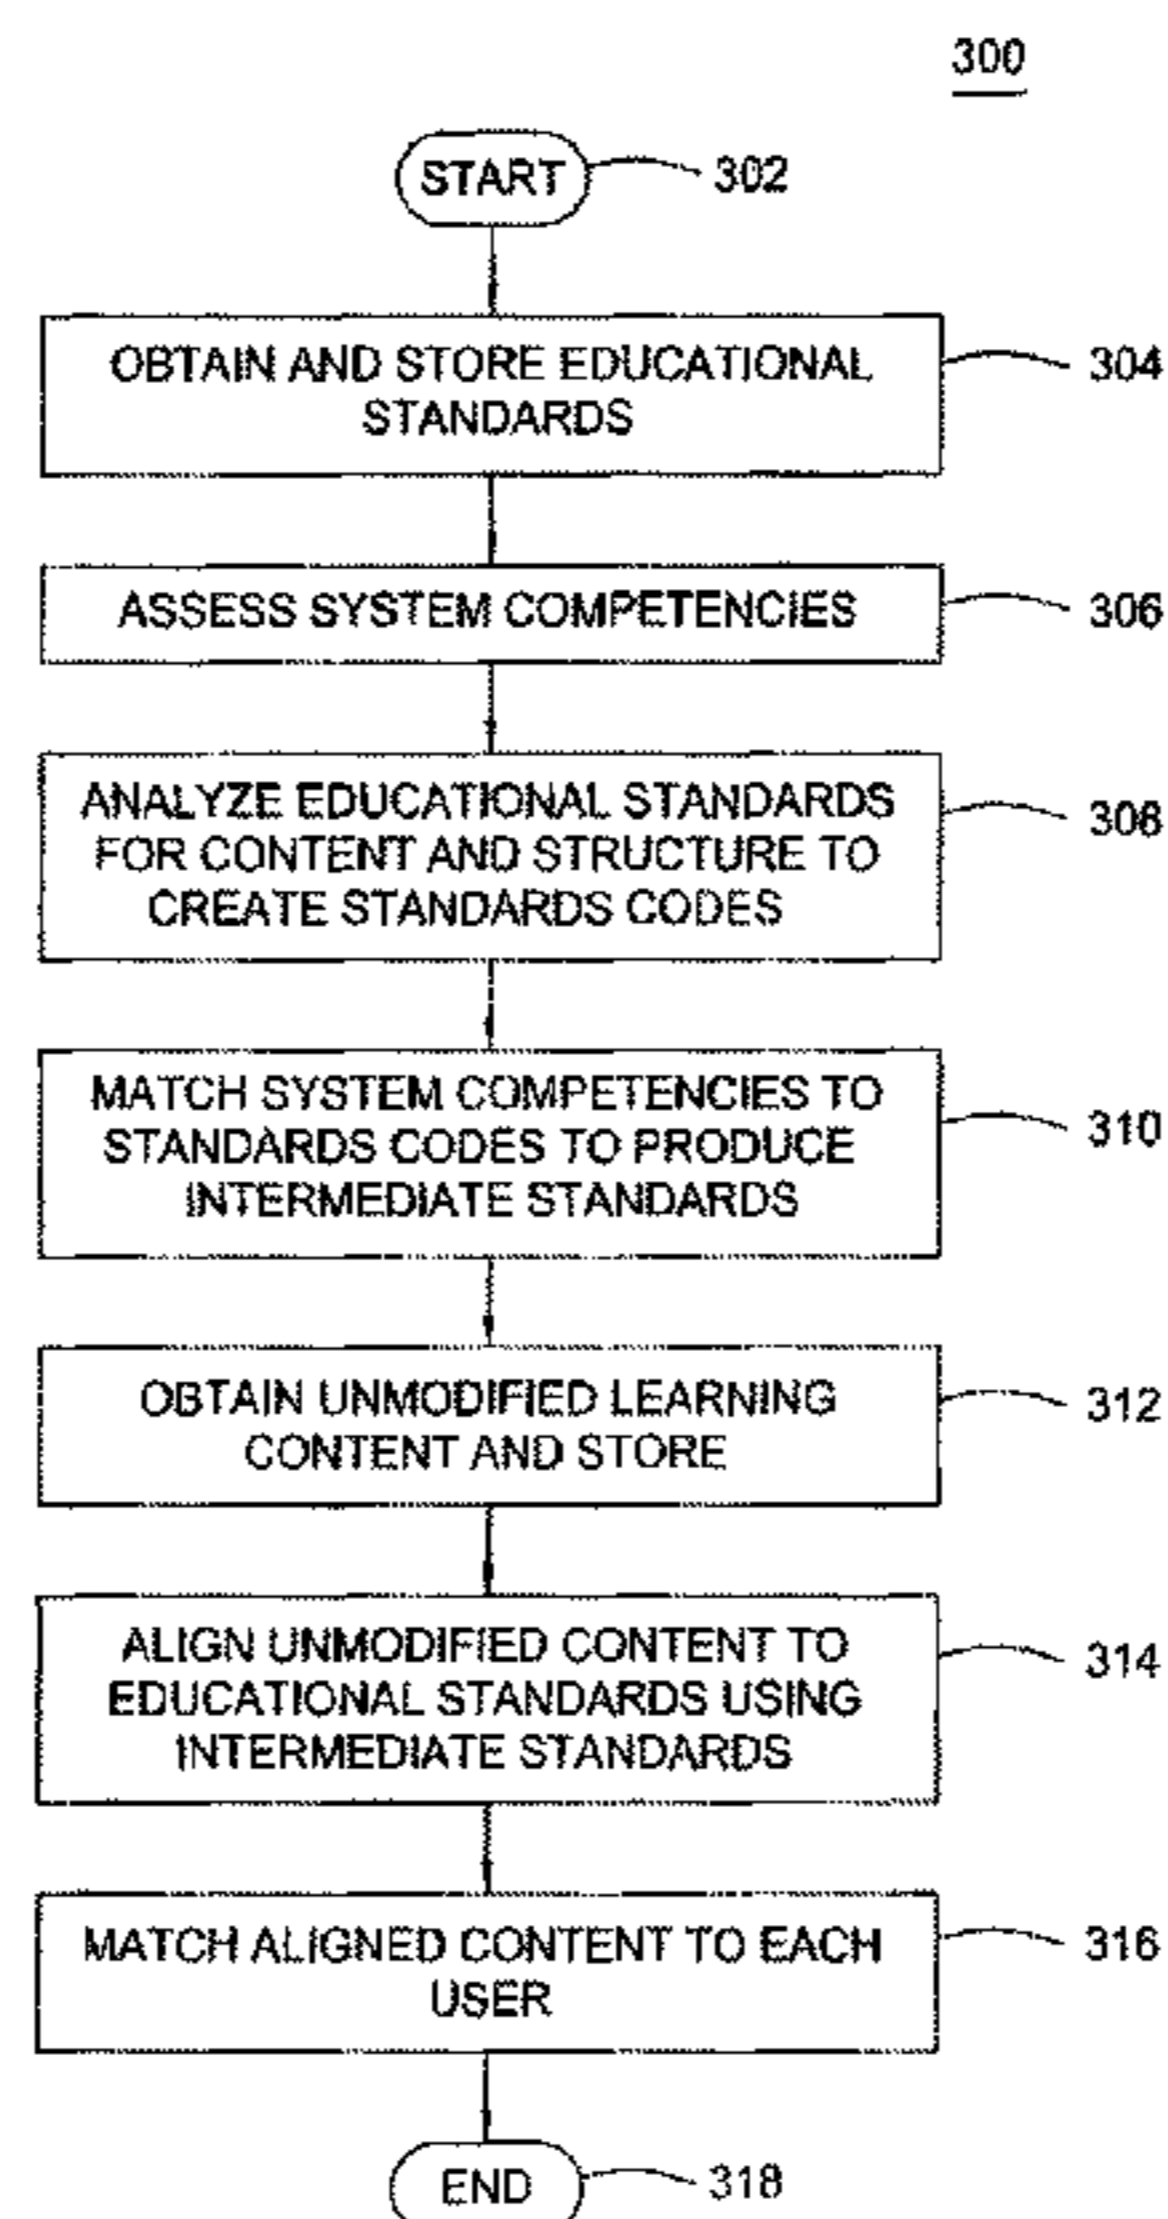 300
START
302
OBTAIN AND STORE EDUCATIONAL
STANDARDS
304
ASSESS SYSTEM COMPETENCIES
306
ANALYZE EDUCATIONAL STANDARDS
FOR CONTENT AND STRUCTURE TO
CREATE STANDARDS CODES
308
MATCH SYSTEM COMPETENCIES TO
STANDARDS CODES TO PRODUCE
INTERMEDIATE STANDARDS
310
OBTAIN UNMODIFIED LEARNING
CONTENT AND STORE
312
ALIGN UNMODIFIED CONTENT TO
EDUCATIONAL STANDARDS USING
INTERMEDIATE STANDARDS
314
MATCH ALIGNED CONTENT TO EACH
USER
316
END
318